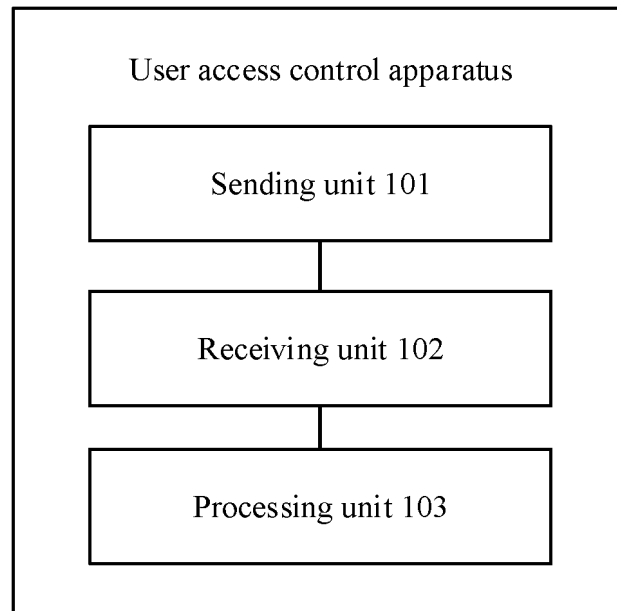 User access control apparatus
Sending unit 101
Receiving unit 102
Processing unit 103